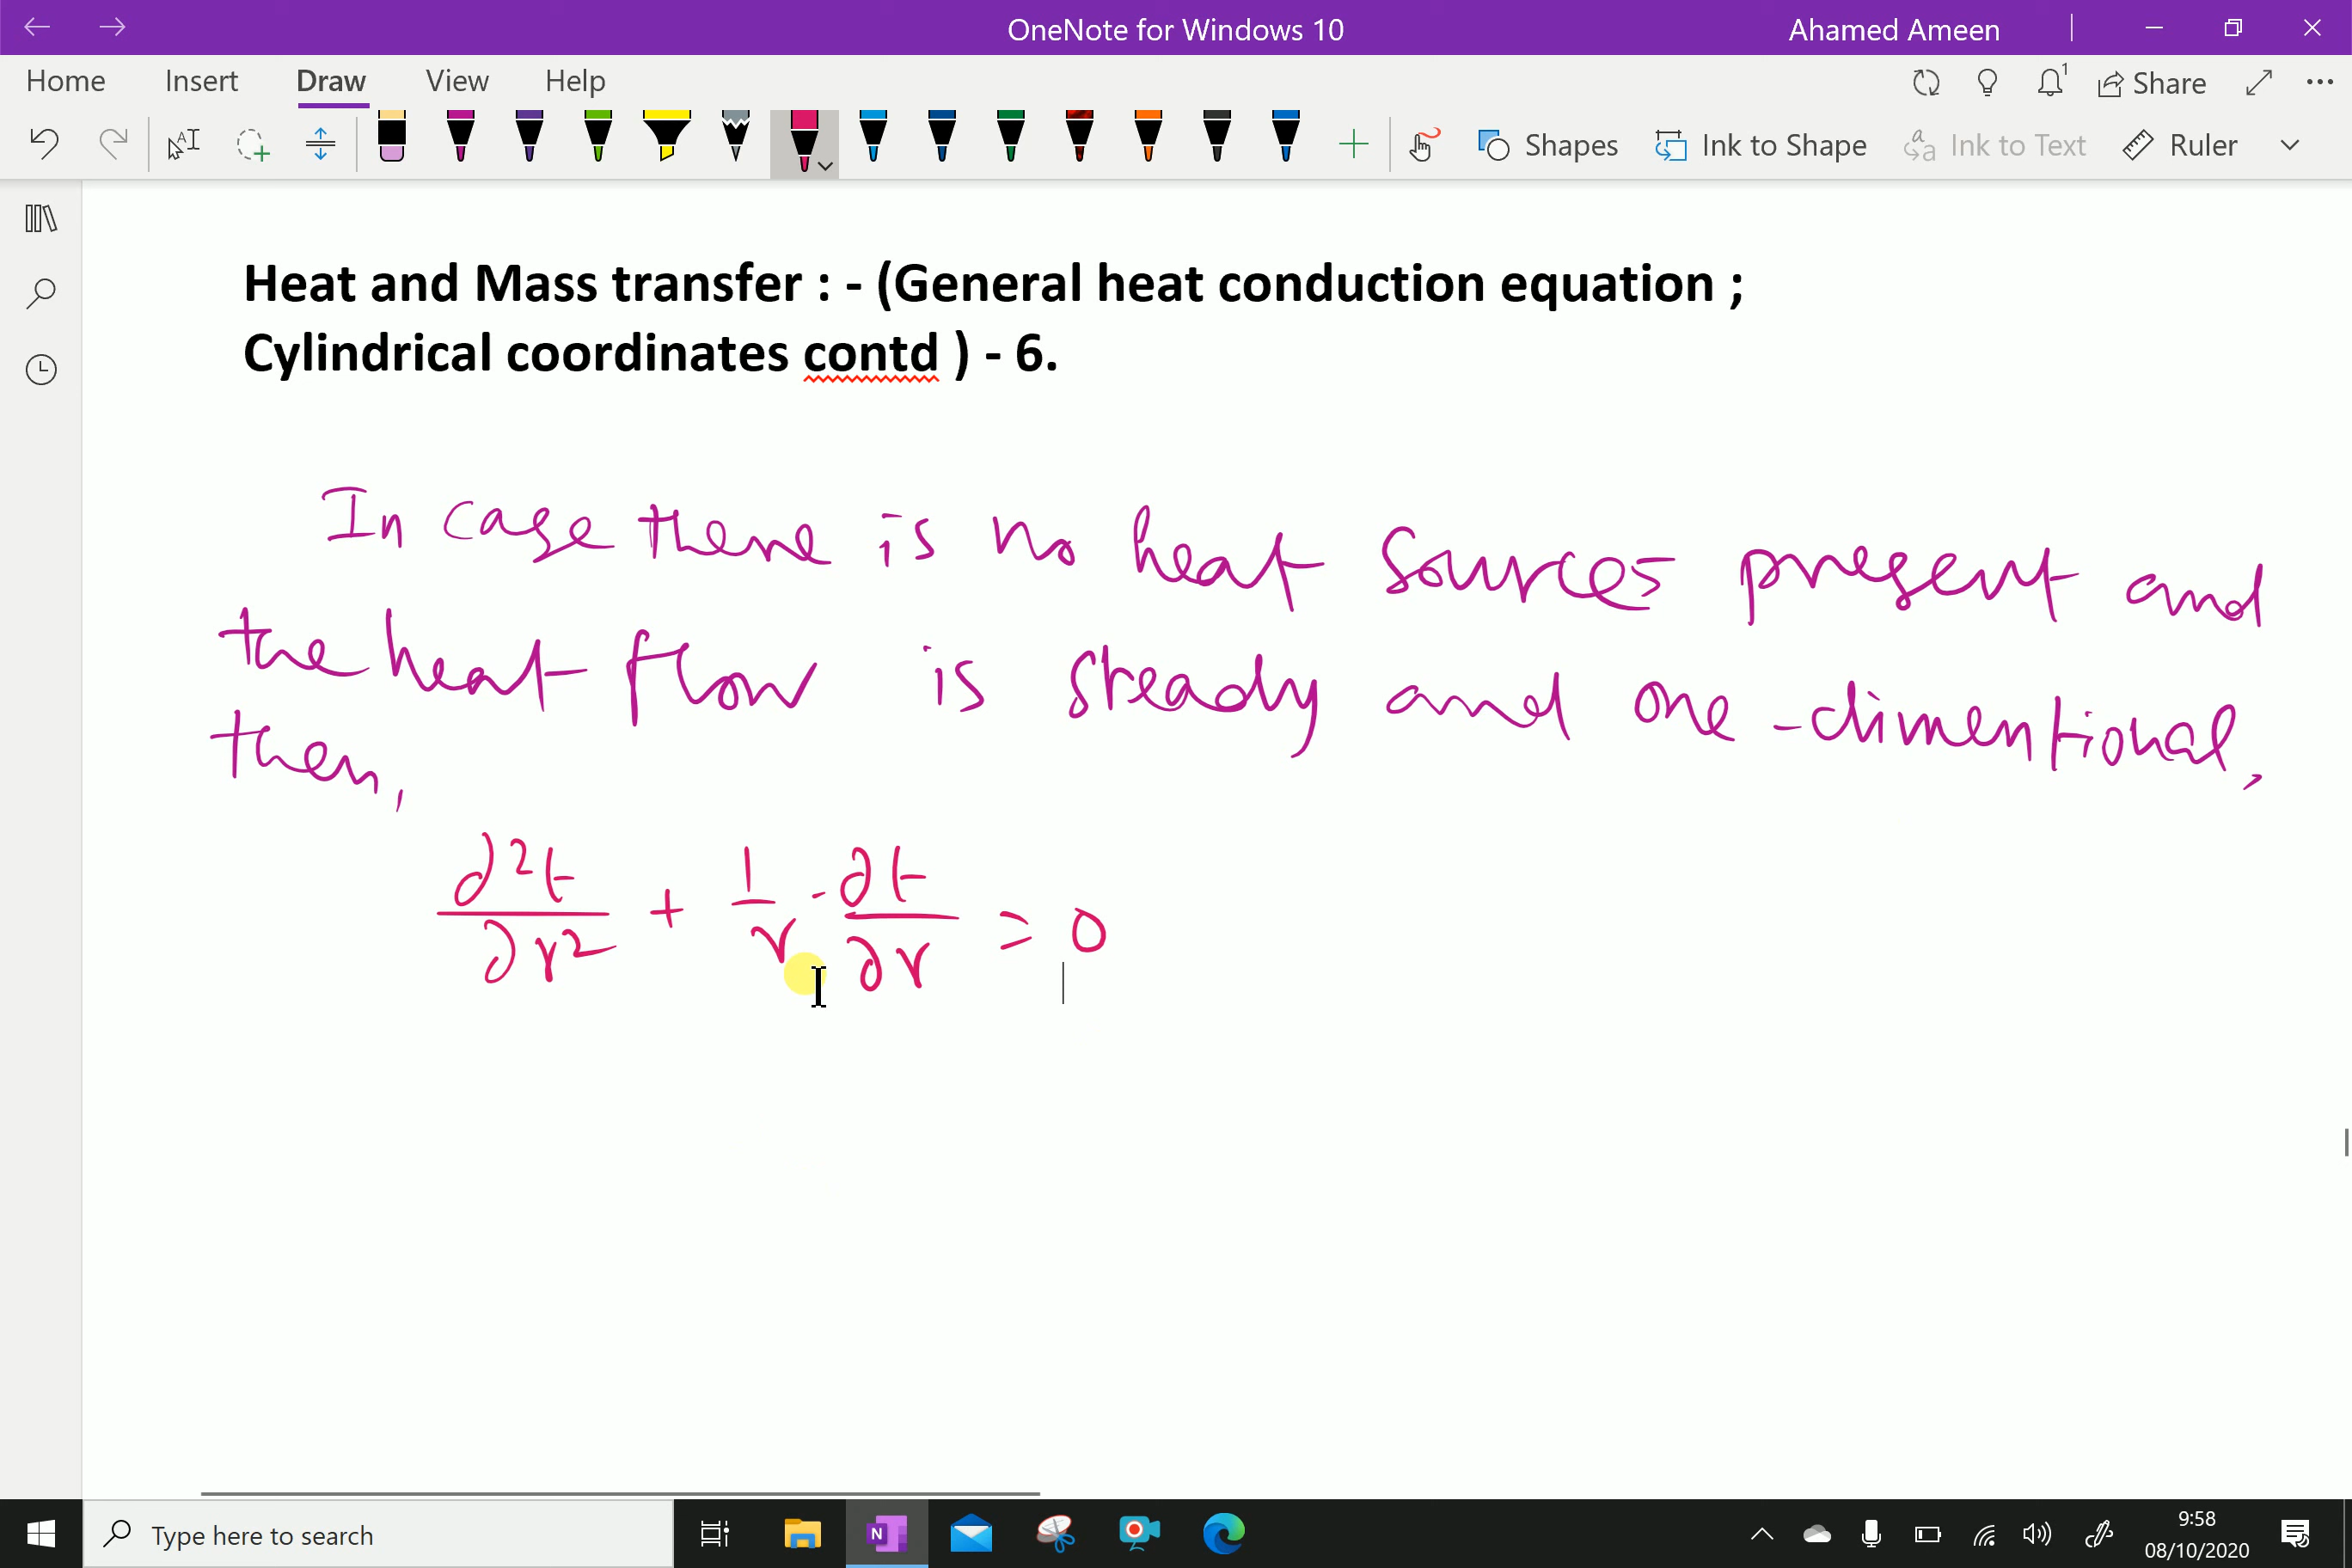 OneNote for Windows 10
Ahamed Ameen
Home Insert Draw View Help
1
Share
Shapes
Ink to Shape
Ink to Text
Ruler
Heat and Mass transfer : - (General heat conduction equation ;
Cylindrical coordinates contd ) - 6.
In case there is no heat sources present and
the heat flow is steady and one-dimentional,
then,
∂²t/∂r² + 1/r · ∂t/∂r = 0
Type here to search
N
9:58
08/10/2020